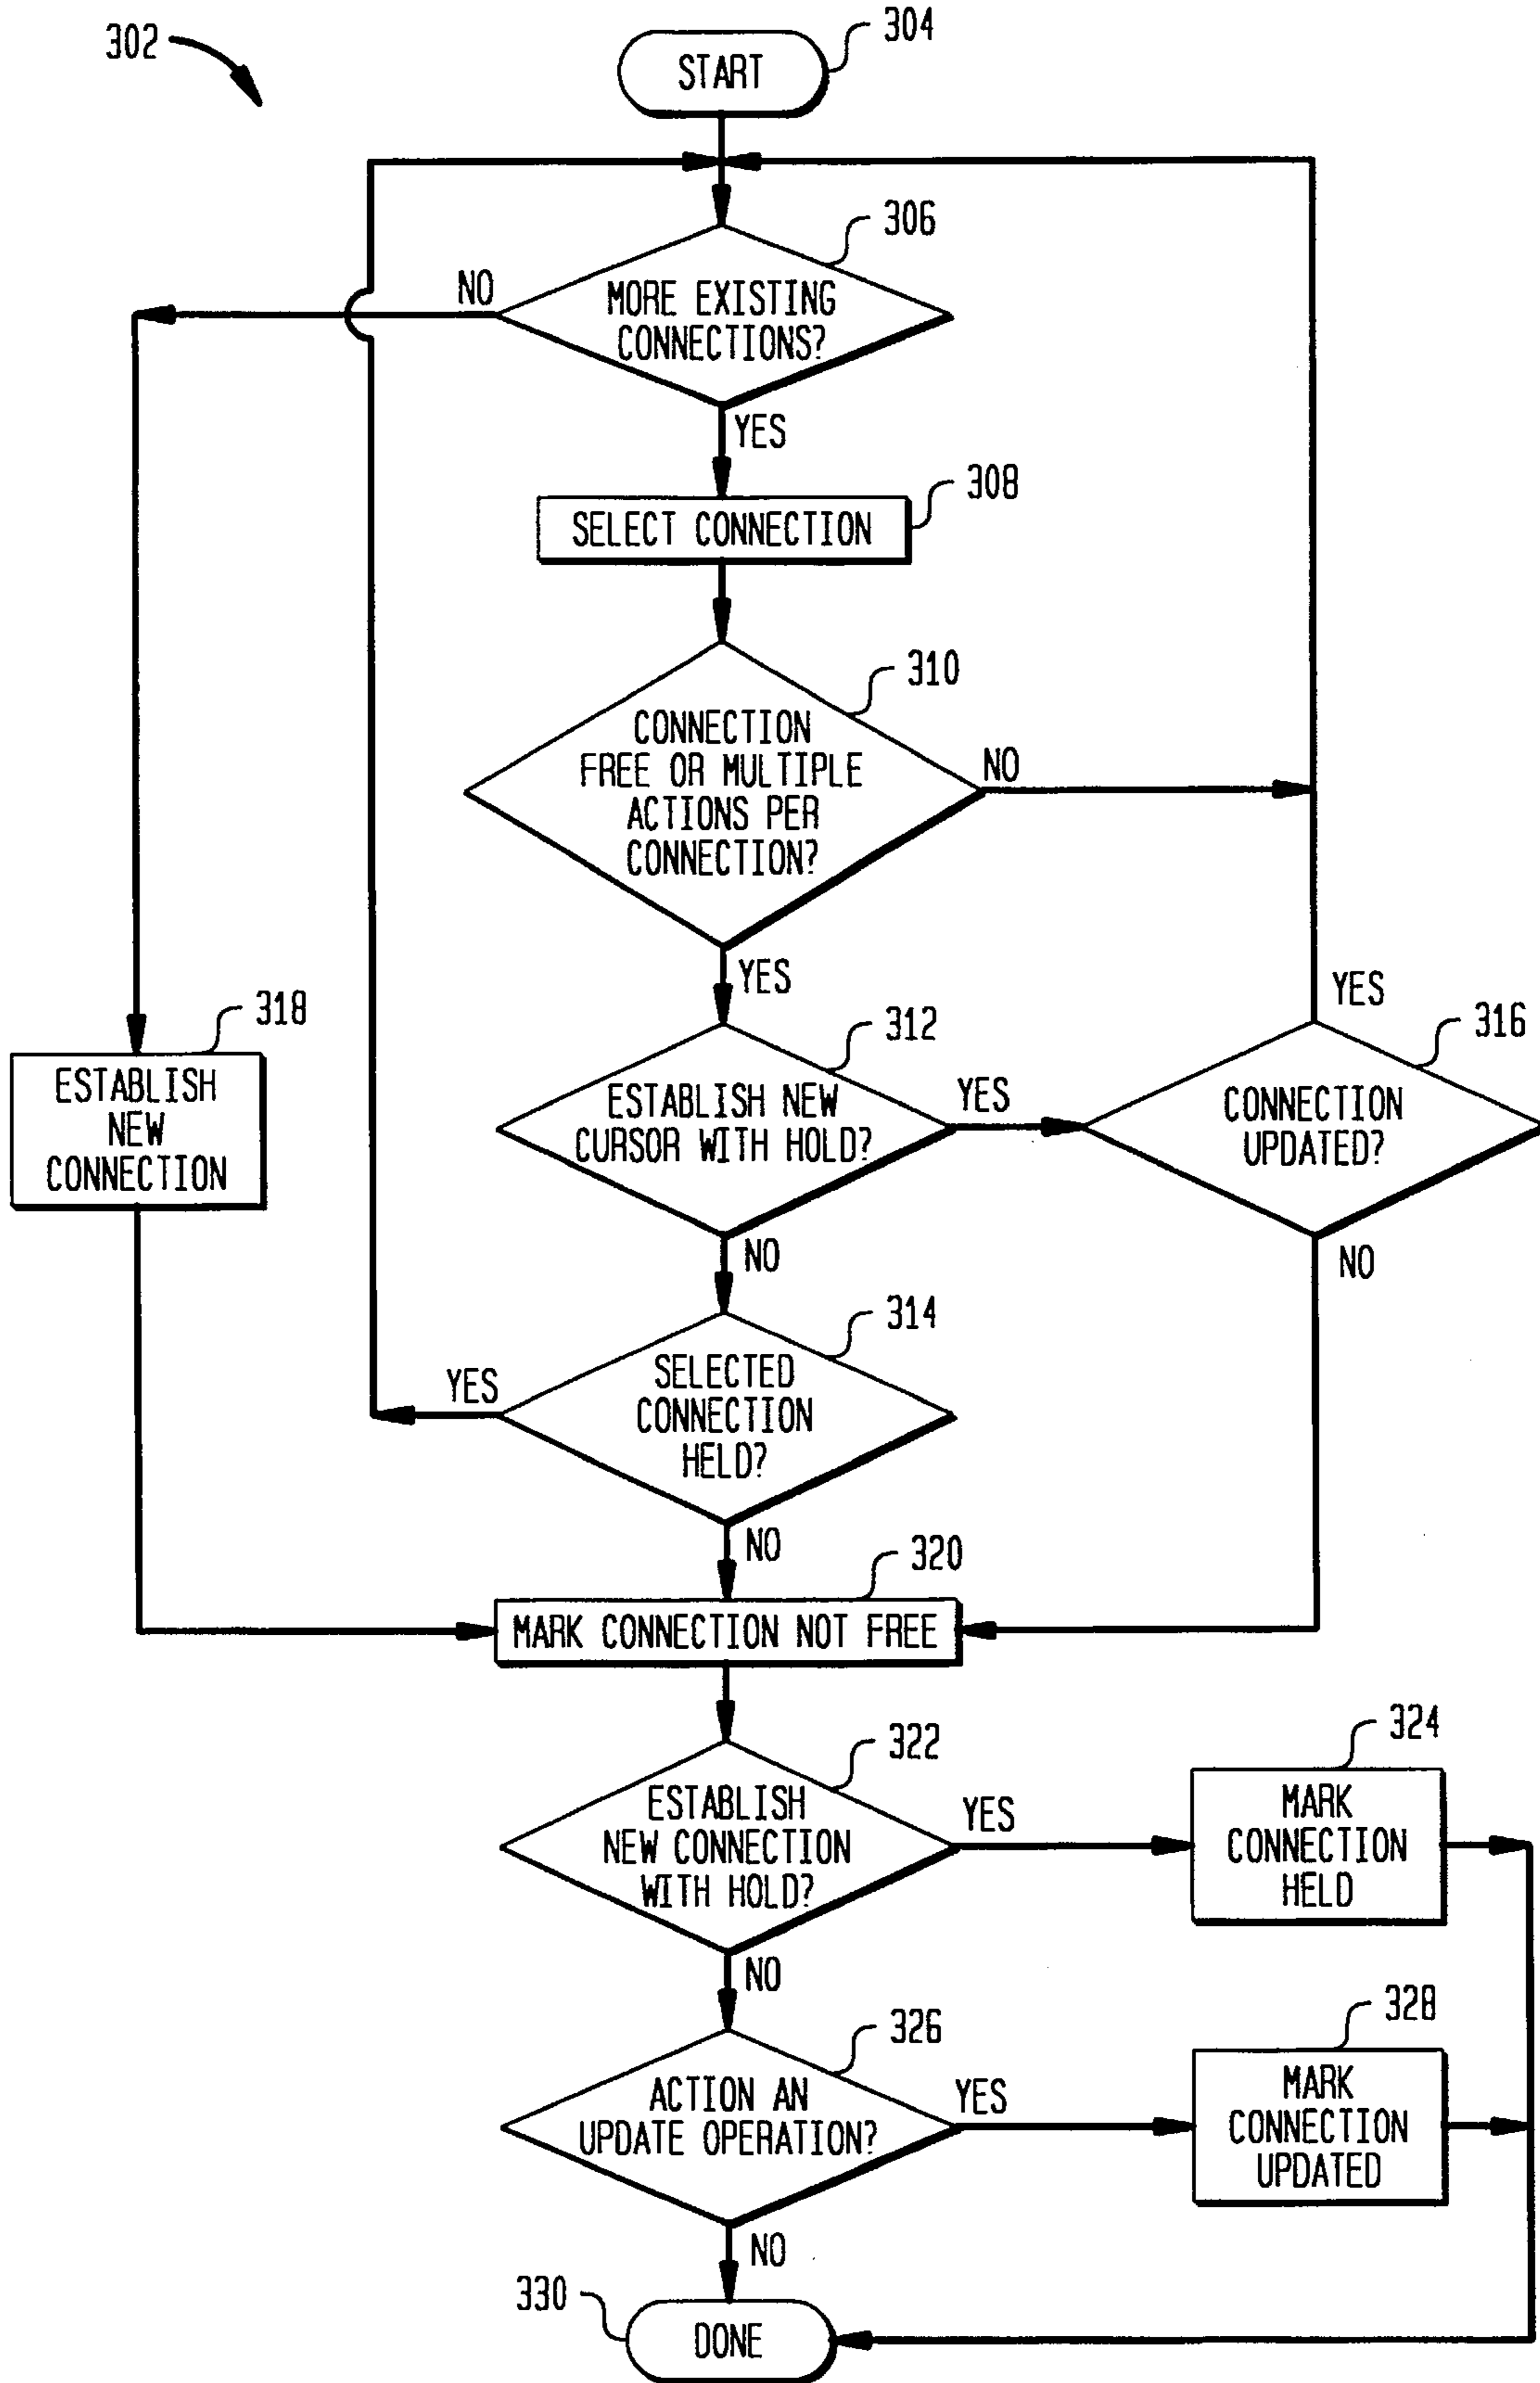 302
START
304
306
MORE EXISTING
CONNECTIONS?
NO
YES
308
SELECT CONNECTION
310
CONNECTION
FREE OR MULTIPLE
ACTIONS PER
CONNECTION?
NO
YES
312
ESTABLISH NEW
CURSOR WITH HOLD?
YES
NO
316
CONNECTION
UPDATED?
YES
NO
318
ESTABLISH
NEW
CONNECTION
314
SELECTED
CONNECTION
HELD?
YES
NO
320
MARK CONNECTION NOT FREE
322
ESTABLISH
NEW CONNECTION
WITH HOLD?
YES
NO
324
MARK
CONNECTION
HELD
326
ACTION AN
UPDATE OPERATION?
YES
NO
328
MARK
CONNECTION
UPDATED
330
DONE